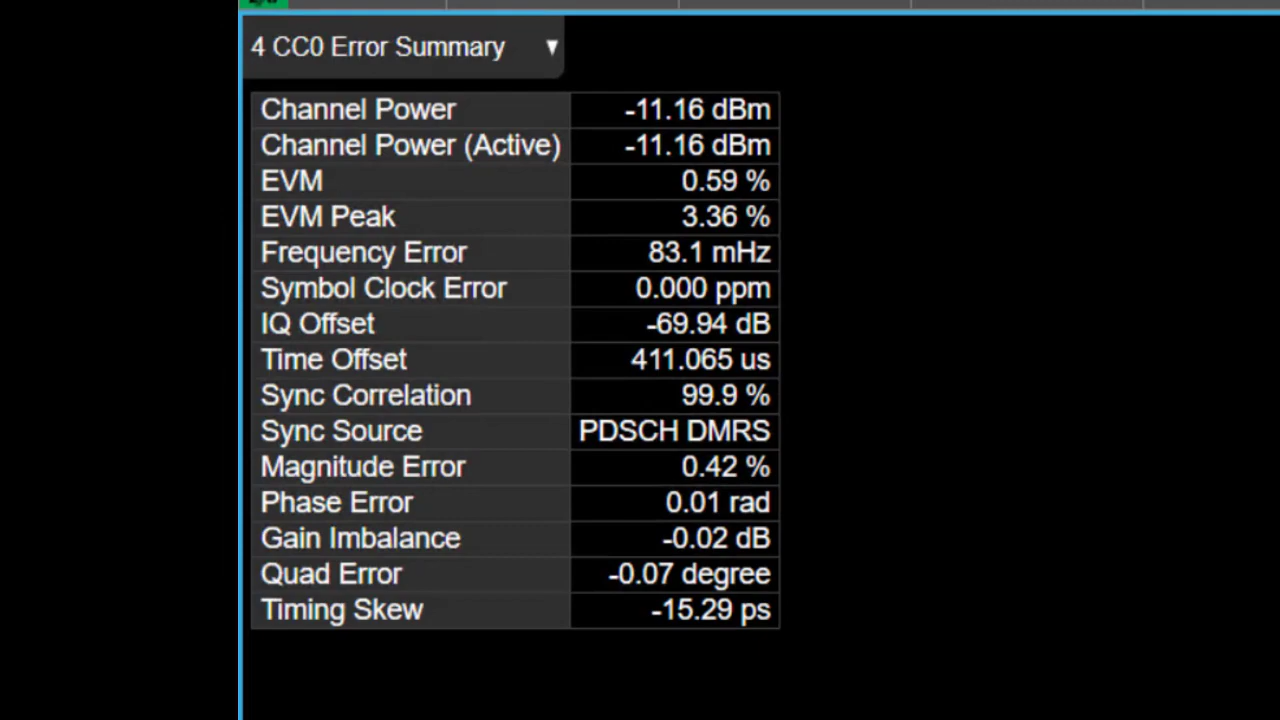 4 CC0 Error Summary
Channel Power -11.16 dBm
Channel Power (Active) -11.16 dBm
EVM 0.59 %
EVM Peak 3.36 %
Frequency Error 83.1 mHz
Symbol Clock Error 0.000 ppm
IQ Offset -69.94 dB
Time Offset 411.065 us
Sync Correlation 99.9 %
Sync Source PDSCH DMRS
Magnitude Error 0.42 %
Phase Error 0.01 rad
Gain Imbalance -0.02 dB
Quad Error -0.07 degree
Timing Skew -15.29 ps